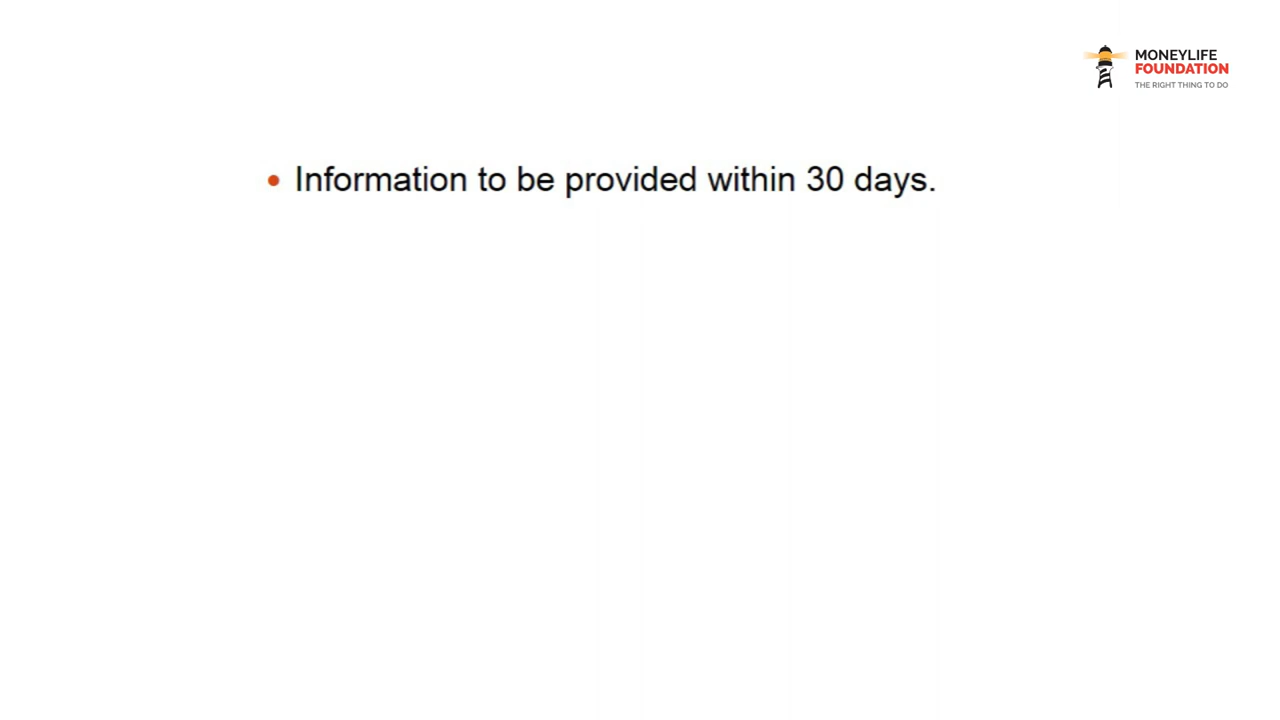 MONEYLIFE
FOUNDATION
THE RIGHT THING TO DO
• Information to be provided within 30 days.